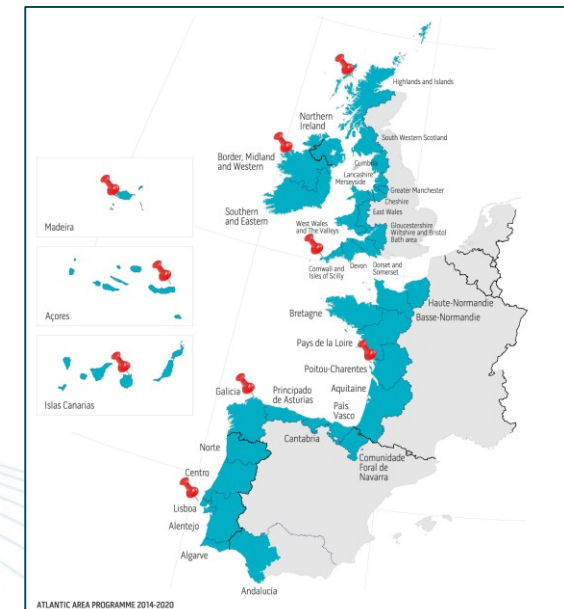 Highlands and Islands
Northern
Ireland
South Western Scotland
Border, Midland
and Western
Cumbria
Lancashire
Merseyside
Greater Manchester
Cheshire
East Wales
Southern
and Eastern
West Wales
and The Valleys
Gloucestershire
Wiltshire and Bristol
Bath area
Cornwall and
Isles of Scilly
Devon
Dorset and
Somerset
Madeira
Açores
Islas Canarias
Haute-Normandie
Basse-Normandie
Bretagne
Pays de la Loire
Poitou-Charentes
Aquitaine
País
Vasco
Galicia
Principado
de Asturias
Cantabria
Comunidade
Foral de
Navarra
Norte
Centro
Lisboa
Alentejo
Algarve
Andalucía
ATLANTIC AREA PROGRAMME 2014-2020